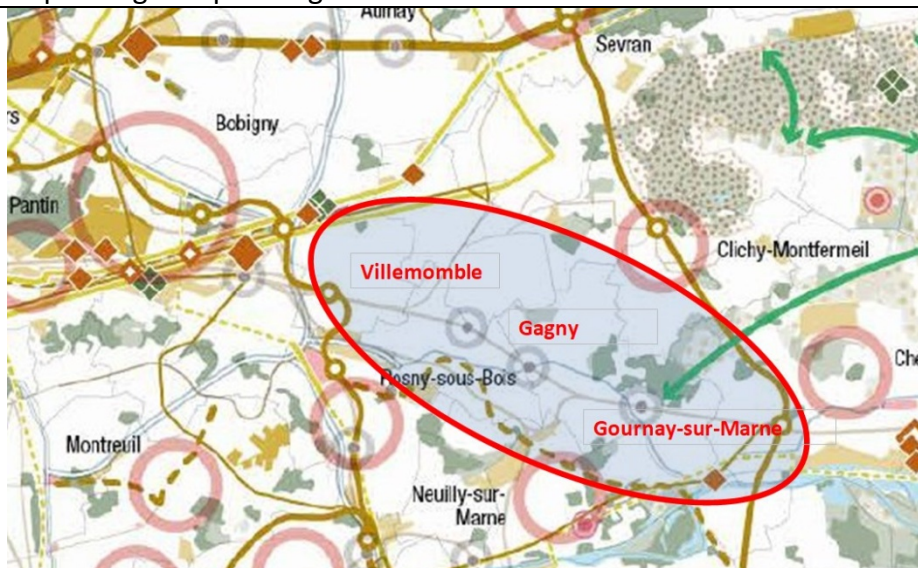 Aulnay
Sevran
Bobigny
Pantin
Clichy-Montfermeil
Villemomble
Gagny
Rosny-sous-Bois
Gournay-sur-Marne
Montreuil
Neuilly-sur-
Marne